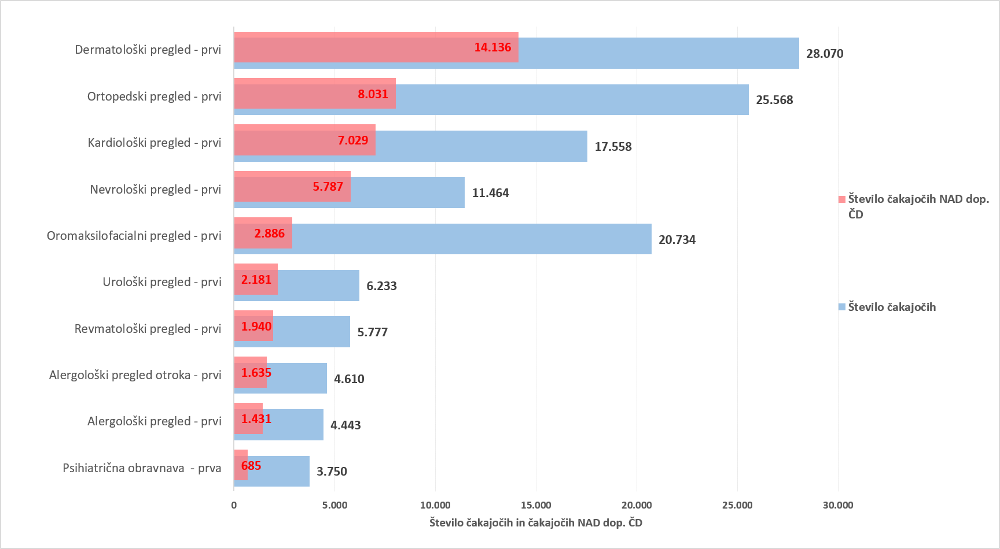 Dermatološki pregled - prvi
14.136
28.070
Ortopedski pregled - prvi
8.031
25.568
Kardiološki pregled - prvi
7.029
17.558
Nevrološki pregled - prvi
5.787
11.464
Oromaksilofacialni pregled - prvi
2.886
20.734
Urološki pregled - prvi
2.181
6.233
Revmatološki pregled - prvi
1.940
5.777
Alergološki pregled otroka - prvi
1.635
4.610
Alergološki pregled - prvi
1.431
4.443
Psihiatrična obravnava  - prva
685
3.750
0
5.000
10.000
15.000
20.000
25.000
30.000
Število čakajočih in čakajočih NAD dop. ČD
Število čakajočih NAD dop.
ČD
Število čakajočih